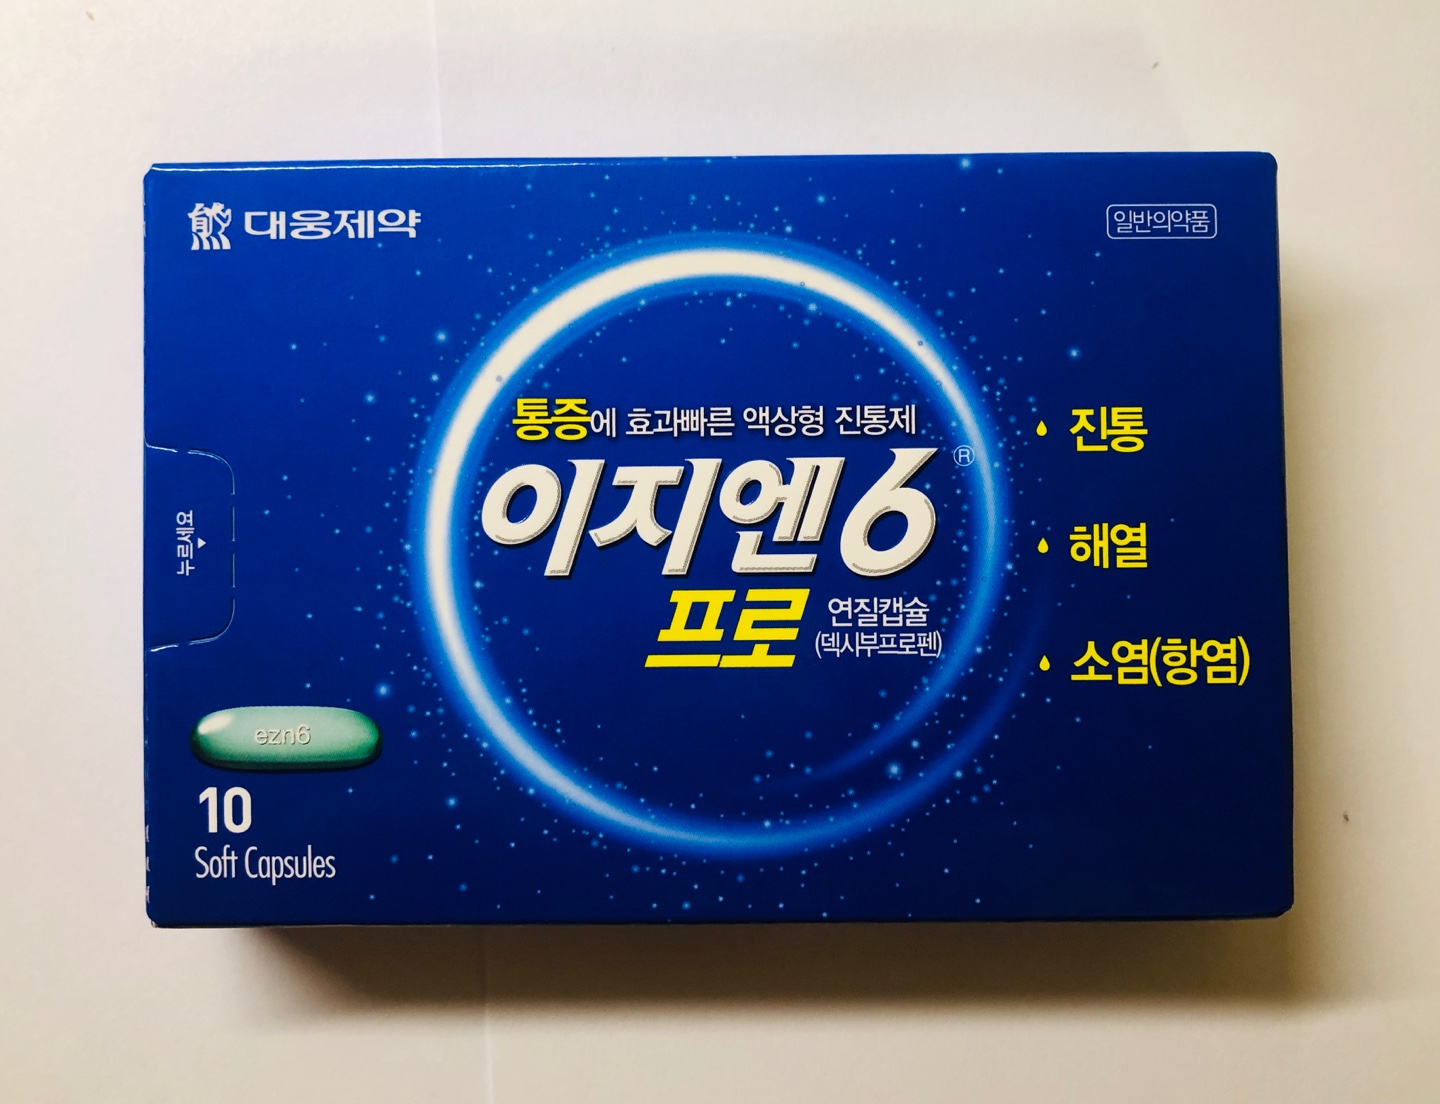 대웅제약
일반의약품
통증에 효과빠른 액상형 진통제
이지엔6®
프로 연질캡슐
(덱시부프로펜)
진통
해열
소염(항염)
누르세요
ezn6
10
Soft Capsules